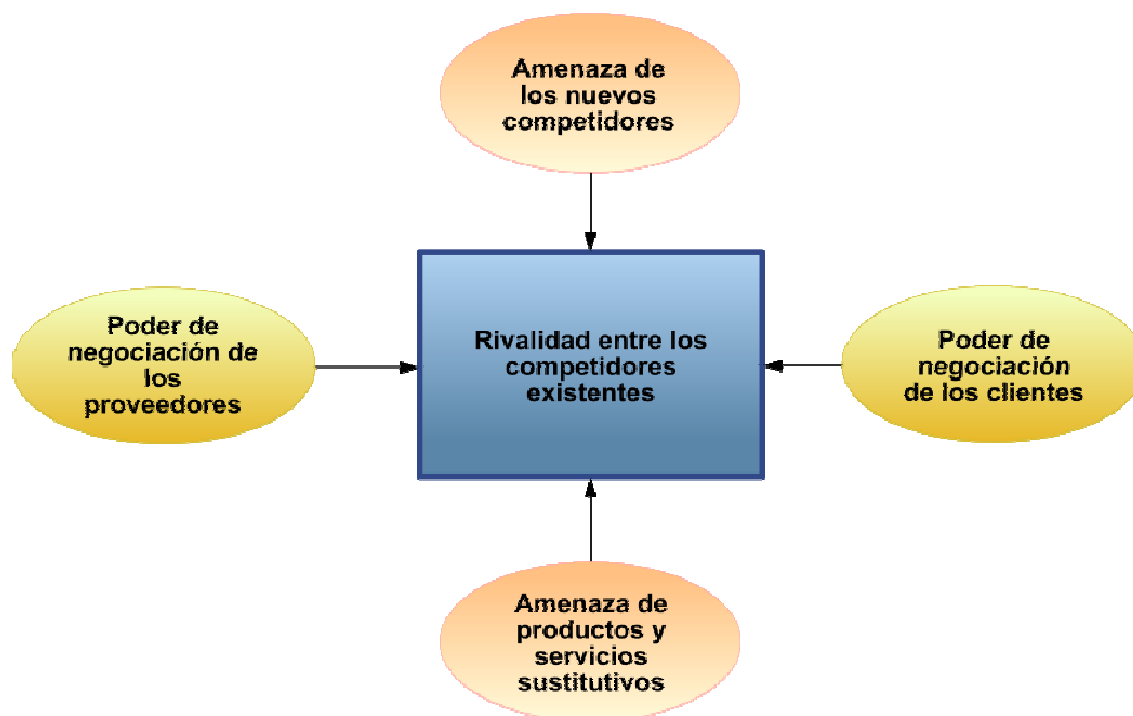 Amenaza de
los nuevos
competidores
Poder de
negociación de
los
proveedores
Rivalidad entre los
competidores
existentes
Poder de
negociación
de los clientes
Amenaza de
productos y
servicios
sustitutivos